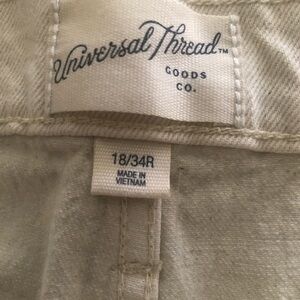 Universal Thread™
GOODS
CO.
18/34R
MADE IN
VIETNAM